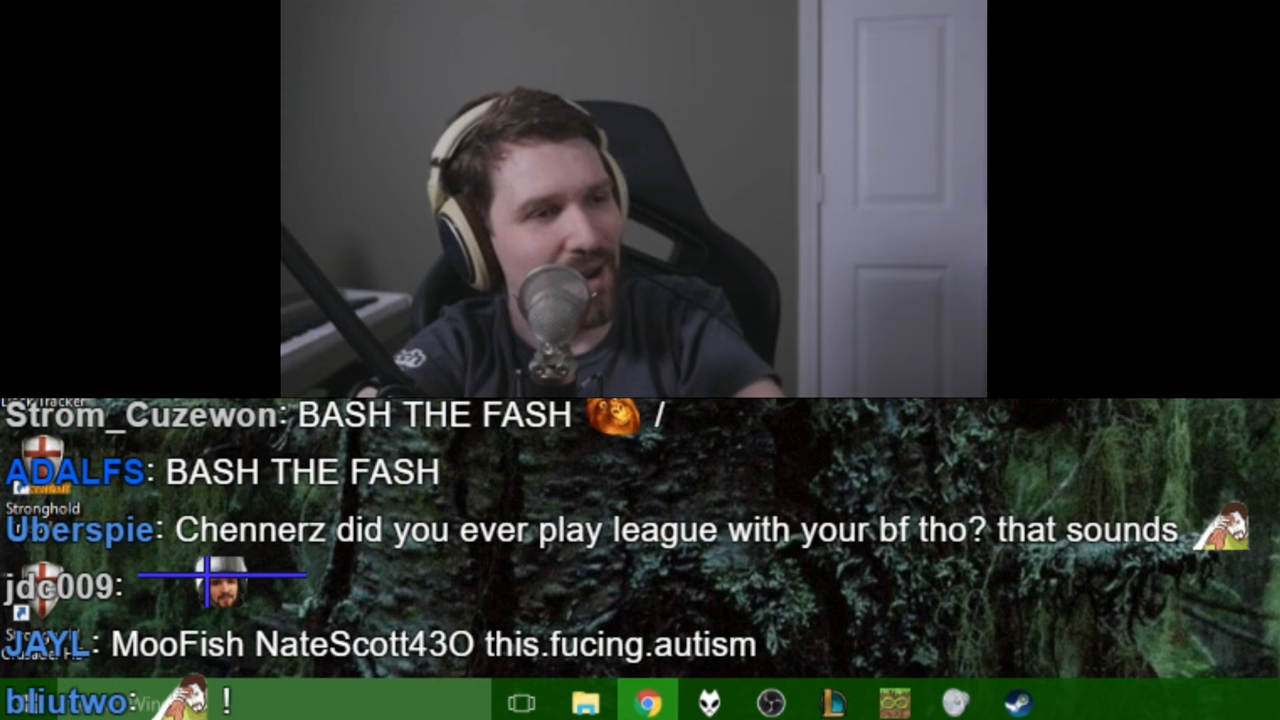 Strom_Cuzewon: BASH THE FASH /
ADALFS: BASH THE FASH
Stronghold
Uberspie: Chennerz did you ever play league with your bf tho? that sounds
jdc009:
JAYL: MooFish NateScott43O this.fucing.autism
bliutwo: !